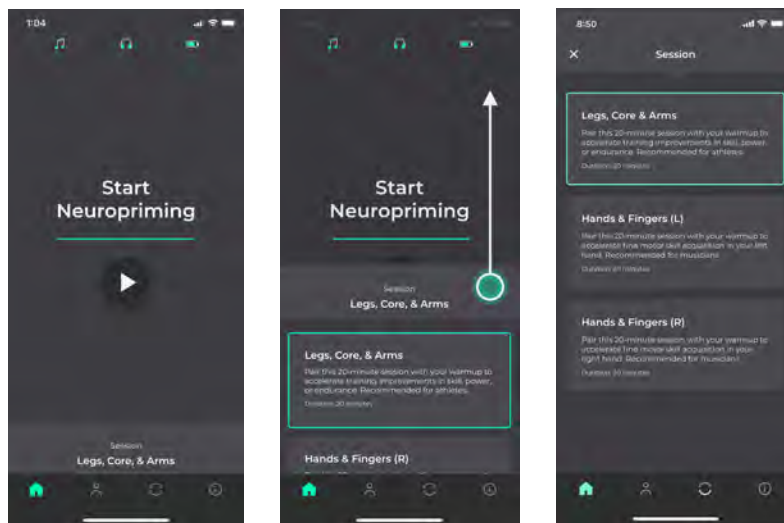 1:04
Start
Neuropriming
Session
Legs, Core, & Arms
Start
Neuropriming
Session
Legs, Core, & Arms
Legs, Core, & Arms
Pair this 20-minute session with your warmup to
accelerate training improvements in skill, power,
or endurance. Recommended for athletes.
Duration: 20 minutes
Hands & Fingers (R)
8:50
Session
Legs, Core & Arms
Pair this 20-minute session with your warmup to
accelerate training improvements in skill, power,
or endurance. Recommended for athletes.
Duration: 20 minutes
Hands & Fingers (L)
Pair this 20-minute session with your warmup to
accelerate fine motor skill acquisition in your left
hand. Recommended for musicians.
Duration: 20 minutes
Hands & Fingers (R)
Pair this 20-minute session with your warmup to
accelerate fine motor skill acquisition in your
right hand. Recommended for musicians.
Duration: 20 minutes